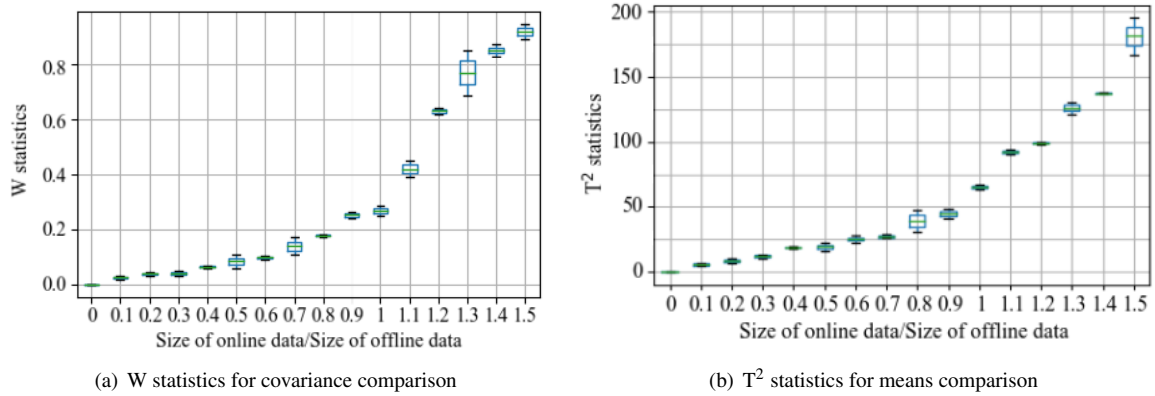 W statistics
0.8
0.6
0.4
0.2
0.0
0 0.1 0.2 0.3 0.4 0.5 0.6 0.7 0.8 0.9 1 1.1 1.2 1.3 1.4 1.5
Size of online data/Size of offline data
(a) W statistics for covariance comparison
T² statistics
200
150
100
50
0
0 0.1 0.2 0.3 0.4 0.5 0.6 0.7 0.8 0.9 1 1.1 1.2 1.3 1.4 1.5
Size of online data/Size of offline data
(b) T² statistics for means comparison